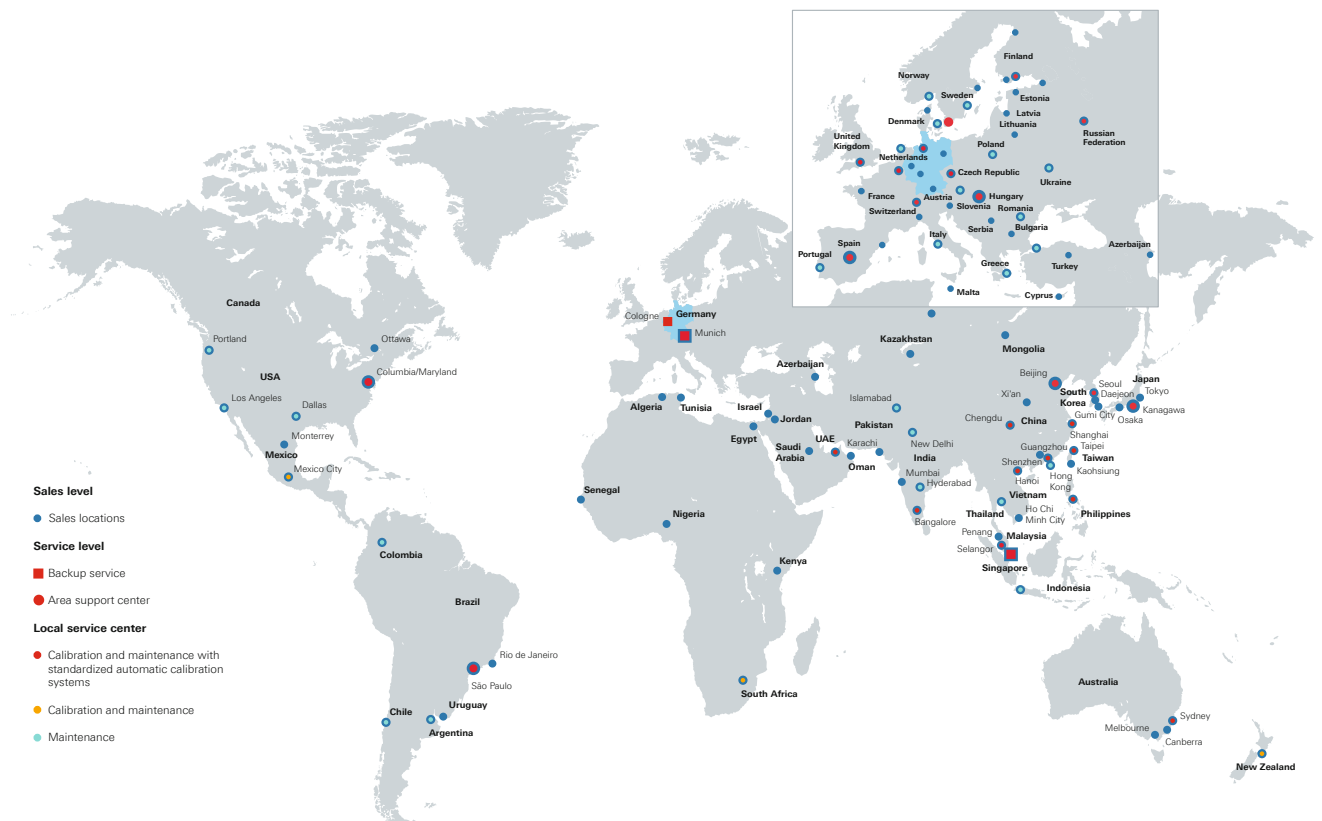 Finland
Norway
Sweden
Estonia
Latvia
Denmark
Lithuania
Russian
Federation
United
Kingdom
Poland
Netherlands
Czech Republic
Ukraine
France
Austria
Hungary
Switzerland
Slovenia
Romania
Serbia
Bulgaria
Italy
Spain
Azerbaijan
Portugal
Greece
Turkey
Malta
Cyprus
Canada
Portland
Ottawa
USA
Columbia/Maryland
Los Angeles
Dallas
Monterrey
Mexico
Mexico City
Cologne
Germany
Munich
Kazakhstan
Mongolia
Azerbaijan
Beijing
Japan
Seoul
South
Korea
Daejeon
Tokyo
Xi'an
Islamabad
Algeria
Tunisia
Israel
Jordan
Kanagawa
Gumi City
Osaka
Chengdu
China
Pakistan
Egypt
Saudi
Arabia
UAE
Karachi
New Delhi
Shanghai
Guangzhou
Taipei
India
Oman
Shenzhen
Taiwan
Kaohsiung
Mumbai
Hanoi
Hong
Kong
Hyderabad
Senegal
Vietnam
Nigeria
Thailand
Ho Chi
Minh City
Philippines
Bangalore
Penang
Malaysia
Selangor
Singapore
Kenya
Indonesia
Colombia
Brazil
Rio de Janeiro
São Paulo
Chile
Uruguay
Argentina
South Africa
Australia
Sydney
Melbourne
Canberra
New Zealand
Sales level
Sales locations
Service level
Backup service
Area support center
Local service center
Calibration and maintenance with
standardized automatic calibration
systems
Calibration and maintenance
Maintenance